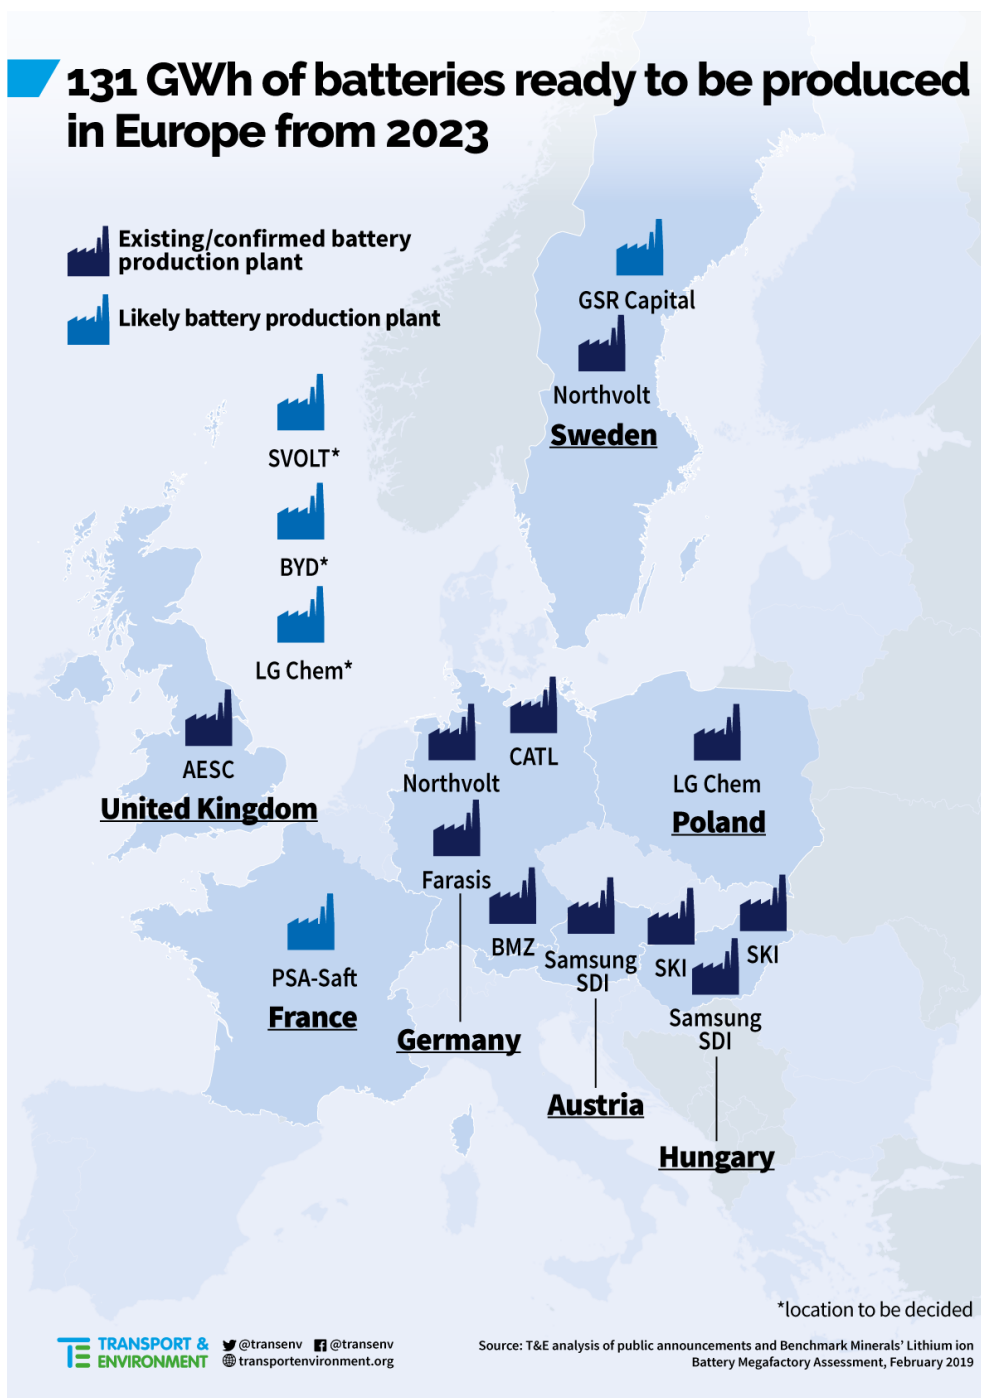 131 GWh of batteries ready to be produced
in Europe from 2023
Existing/confirmed battery
production plant
Likely battery production plant
GSR Capital
Northvolt
Sweden
SVOLT*
BYD*
LG Chem*
AESC
United Kingdom
CATL
Northvolt
LG Chem
Poland
Farasis
BMZ
Samsung
SDI
SKI
SKI
PSA-Saft
France
Samsung
SDI
Germany
Austria
Hungary
*location to be decided
TRANSPORT &
ENVIRONMENT
@transenv @transenv
transportenvironment.org
Source: T&E analysis of public announcements and Benchmark Minerals' Lithium ion
Battery Megafactory Assessment, February 2019